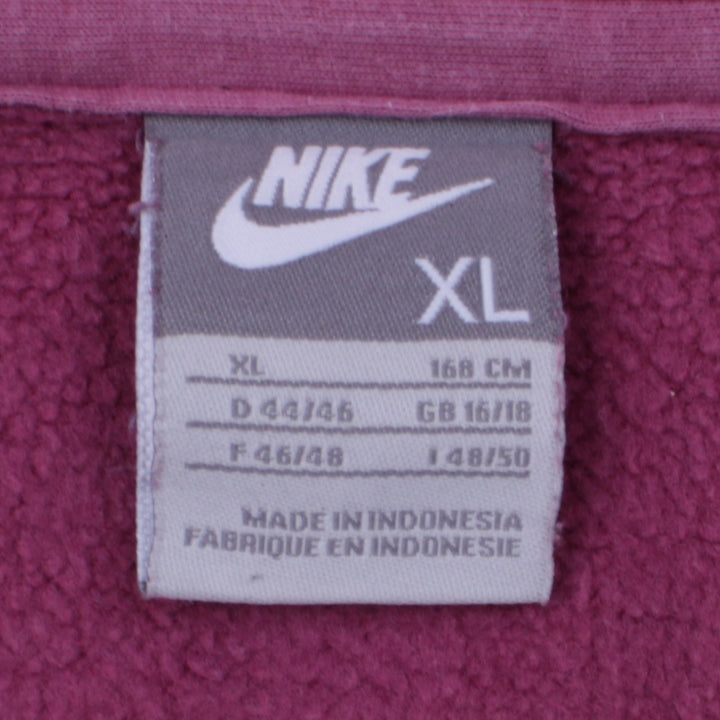 NIKE
XL
XL 168 CM
D 44/46 GB 16/18
F 46/48 I 48/50
MADE IN INDONESIA
FABRIQUE EN INDONESIE